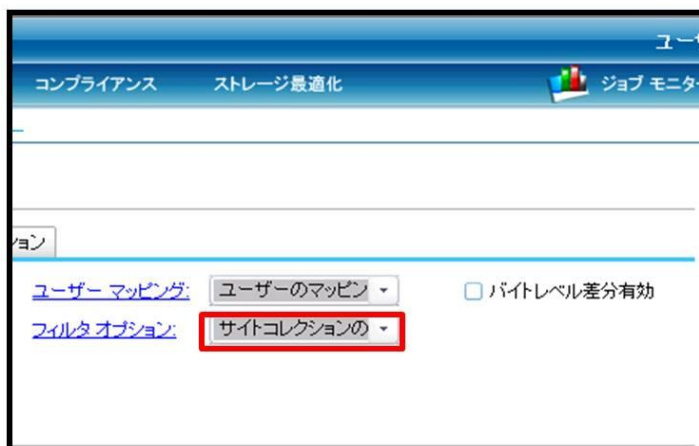 ユーザ
コンプライアンス ストレージ最適化 ジョブ モニター
ション
ユーザー マッピング: ユーザーのマッピン バイトレベル差分有効
フィルタ オプション: サイトコレクションの